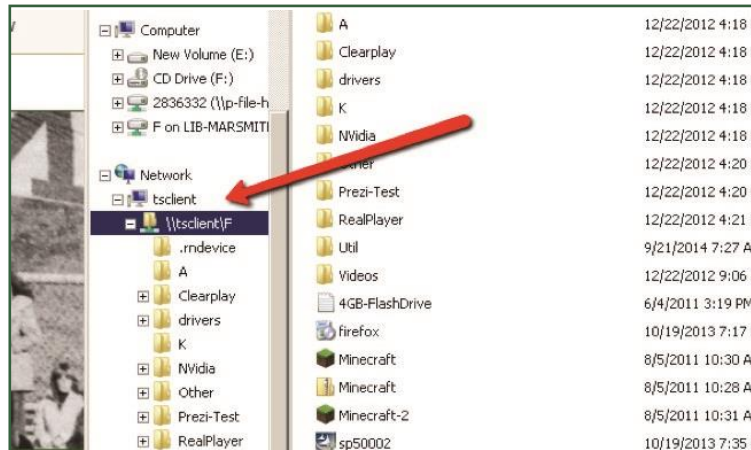 Computer
New Volume (E:)
CD Drive (F:)
2836332 (\\p-file-h
F on LIB-MARSMITI
Network
tsclient
\\tsclient\F
.rndevice
A
Clearplay
drivers
K
NVidia
Other
Prezi-Test
RealPlayer
A 12/22/2012 4:18
Clearplay 12/22/2012 4:18
drivers 12/22/2012 4:18
K 12/22/2012 4:18
NVidia 12/22/2012 4:18
Other 12/22/2012 4:20
Prezi-Test 12/22/2012 4:20
RealPlayer 12/22/2012 4:21
Util 9/21/2014 7:27 A
Videos 12/22/2012 9:06
4GB-FlashDrive 6/4/2011 3:19 PM
firefox 10/19/2013 7:17
Minecraft 8/5/2011 10:30 A
Minecraft 8/5/2011 10:28 A
Minecraft-2 8/5/2011 10:31 A
sp50002 10/19/2013 7:35